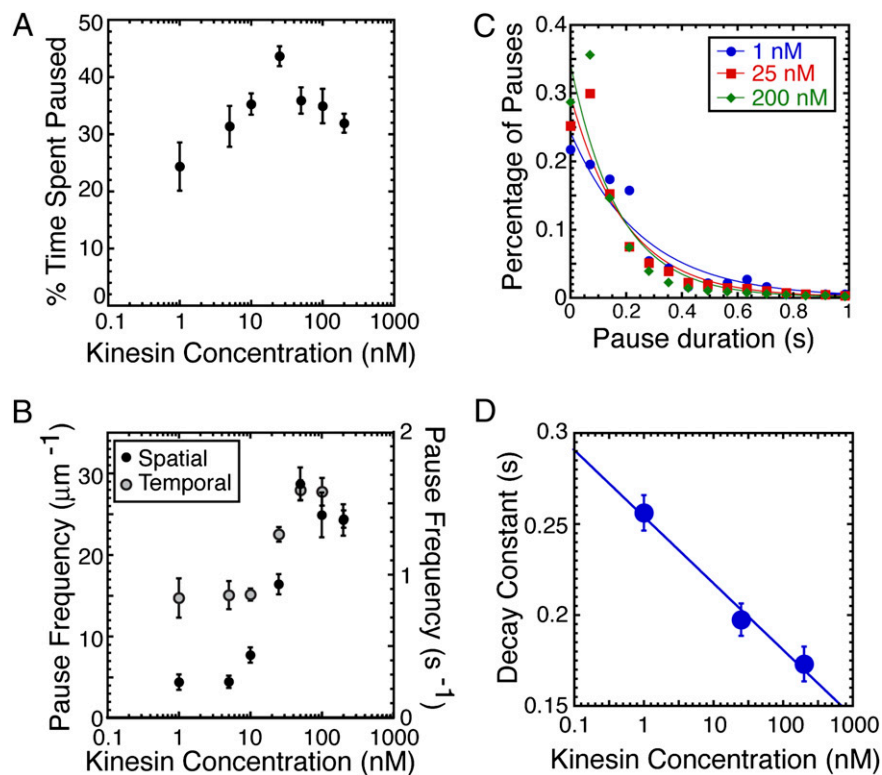 A
% Time Spent Paused
50
40
30
20
10
0
0.1 1 10 100 1000
Kinesin Concentration (nM)
C
Percentage of Pauses
0.4
0.3
0.2
0.1
0
0 0.2 0.4 0.6 0.8 1
Pause duration (s)
1 nM
25 nM
200 nM
B
Pause Frequency (μm⁻¹)
30
25
20
15
10
5
0
Spatial
Temporal
2
1
0
Pause Frequency (s⁻¹)
0.1 1 10 100 1000
Kinesin Concentration (nM)
D
Decay Constant (s)
0.3
0.25
0.2
0.15
0.1 1 10 100 1000
Kinesin Concentration (nM)